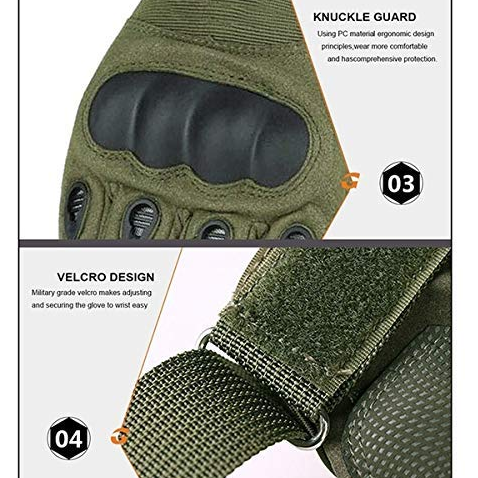 KNUCKLE GUARD
Using PC material ergonomic design
principles,wear more comfortable
and hascomprehensive protection.
03
VELCRO DESIGN
Military grade velcro makes adjusting
and securing the glove to wrist easy
04